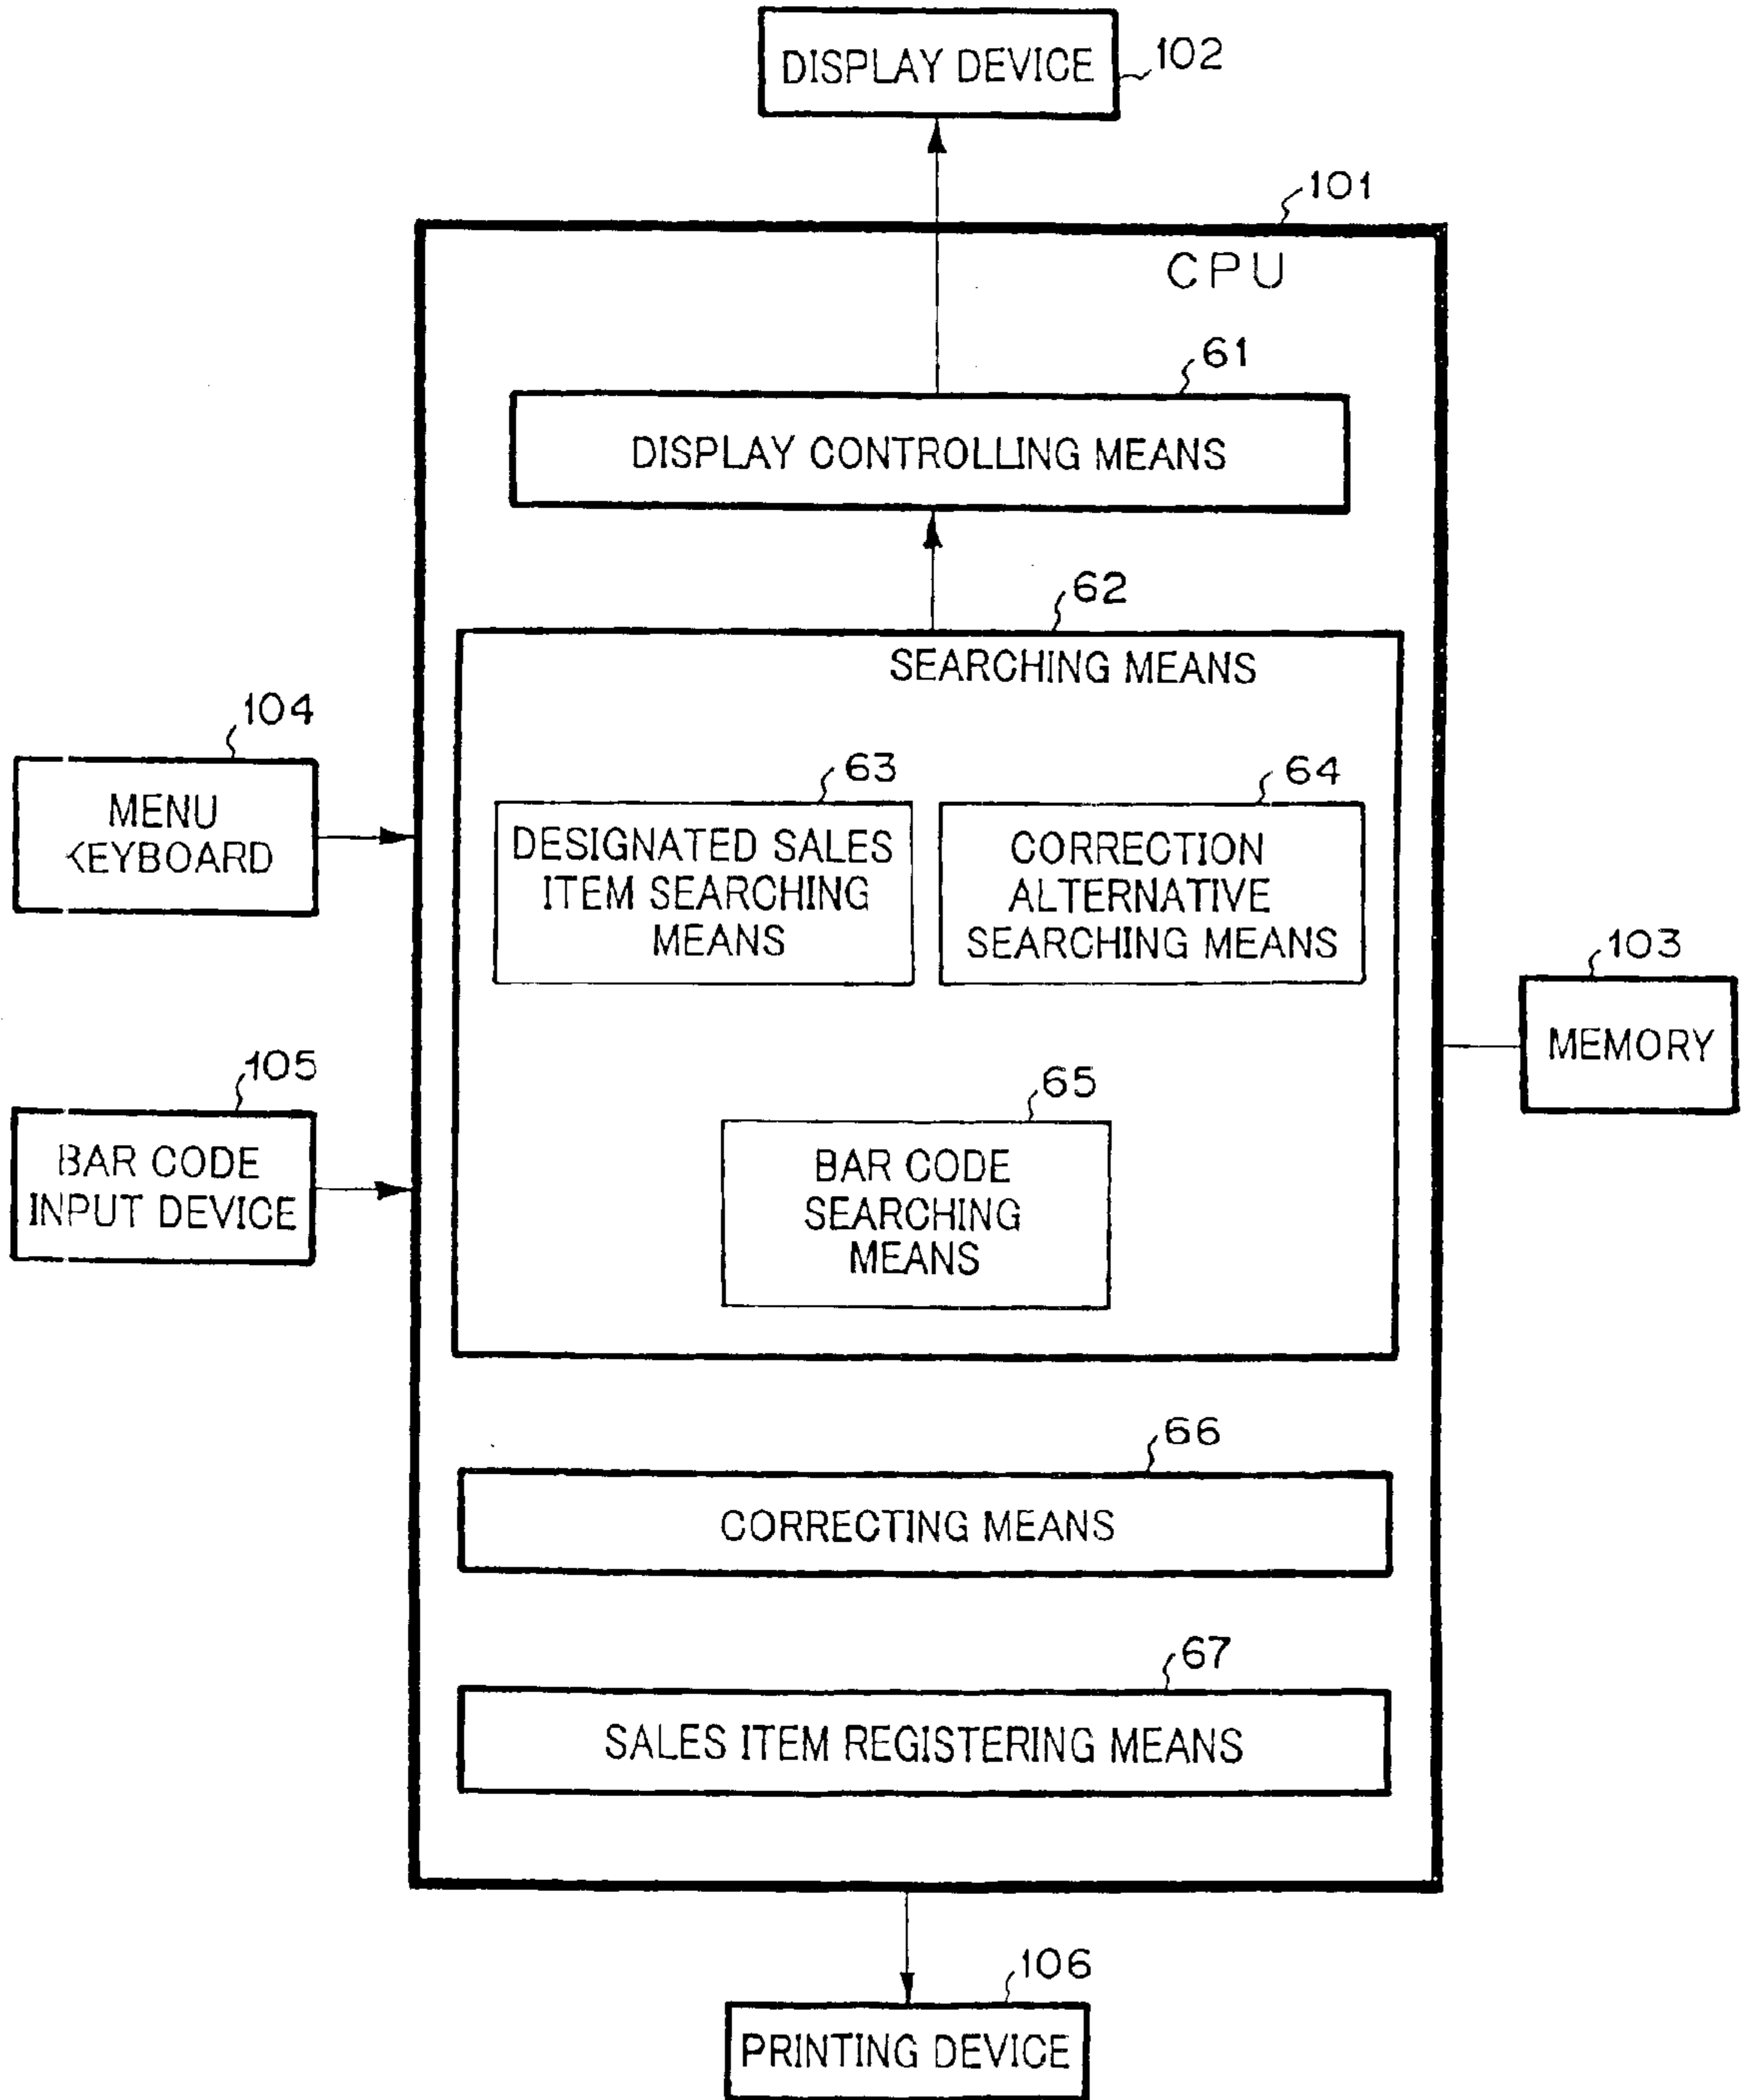 DISPLAY DEVICE
102
101
CPU
61
DISPLAY CONTROLLING MEANS
62
SEARCHING MEANS
104
MENU
KEYBOARD
63
DESIGNATED SALES
ITEM SEARCHING
MEANS
64
CORRECTION
ALTERNATIVE
SEARCHING MEANS
103
MEMORY
105
BAR CODE
INPUT DEVICE
65
BAR CODE
SEARCHING
MEANS
66
CORRECTING MEANS
67
SALES ITEM REGISTERING MEANS
106
PRINTING DEVICE